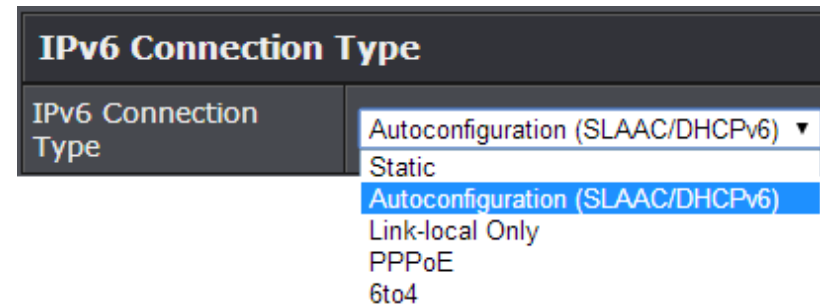 IPv6 Connection Type
IPv6 Connection
Type
Autoconfiguration (SLAAC/DHCPv6)
Static
Autoconfiguration (SLAAC/DHCPv6)
Link-local Only
PPPoE
6to4